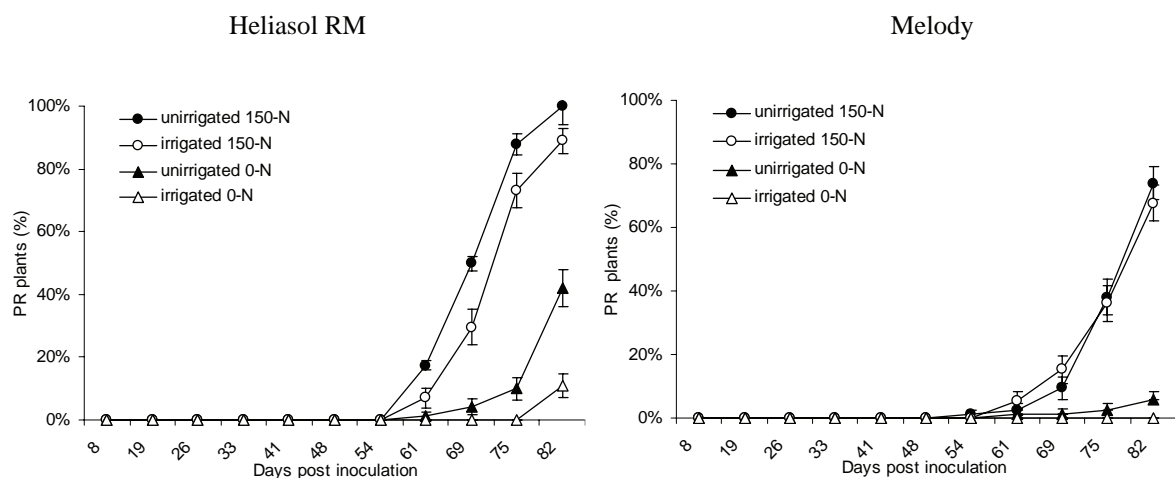 Heliasol RM
PR plants (%)
100%
80%
60%
40%
20%
0%
unirrigated 150-N
irrigated 150-N
unirrigated 0-N
irrigated 0-N
8 19 26 33 41 48 54 61 69 75 82
Days post inoculation
Melody
PR plants (%)
100%
80%
60%
40%
20%
0%
unirrigated 150-N
irrigated 150-N
unirrigated 0-N
irrigated 0-N
8 19 26 35 43 50 54 61 69 75 82
Days post inoculation